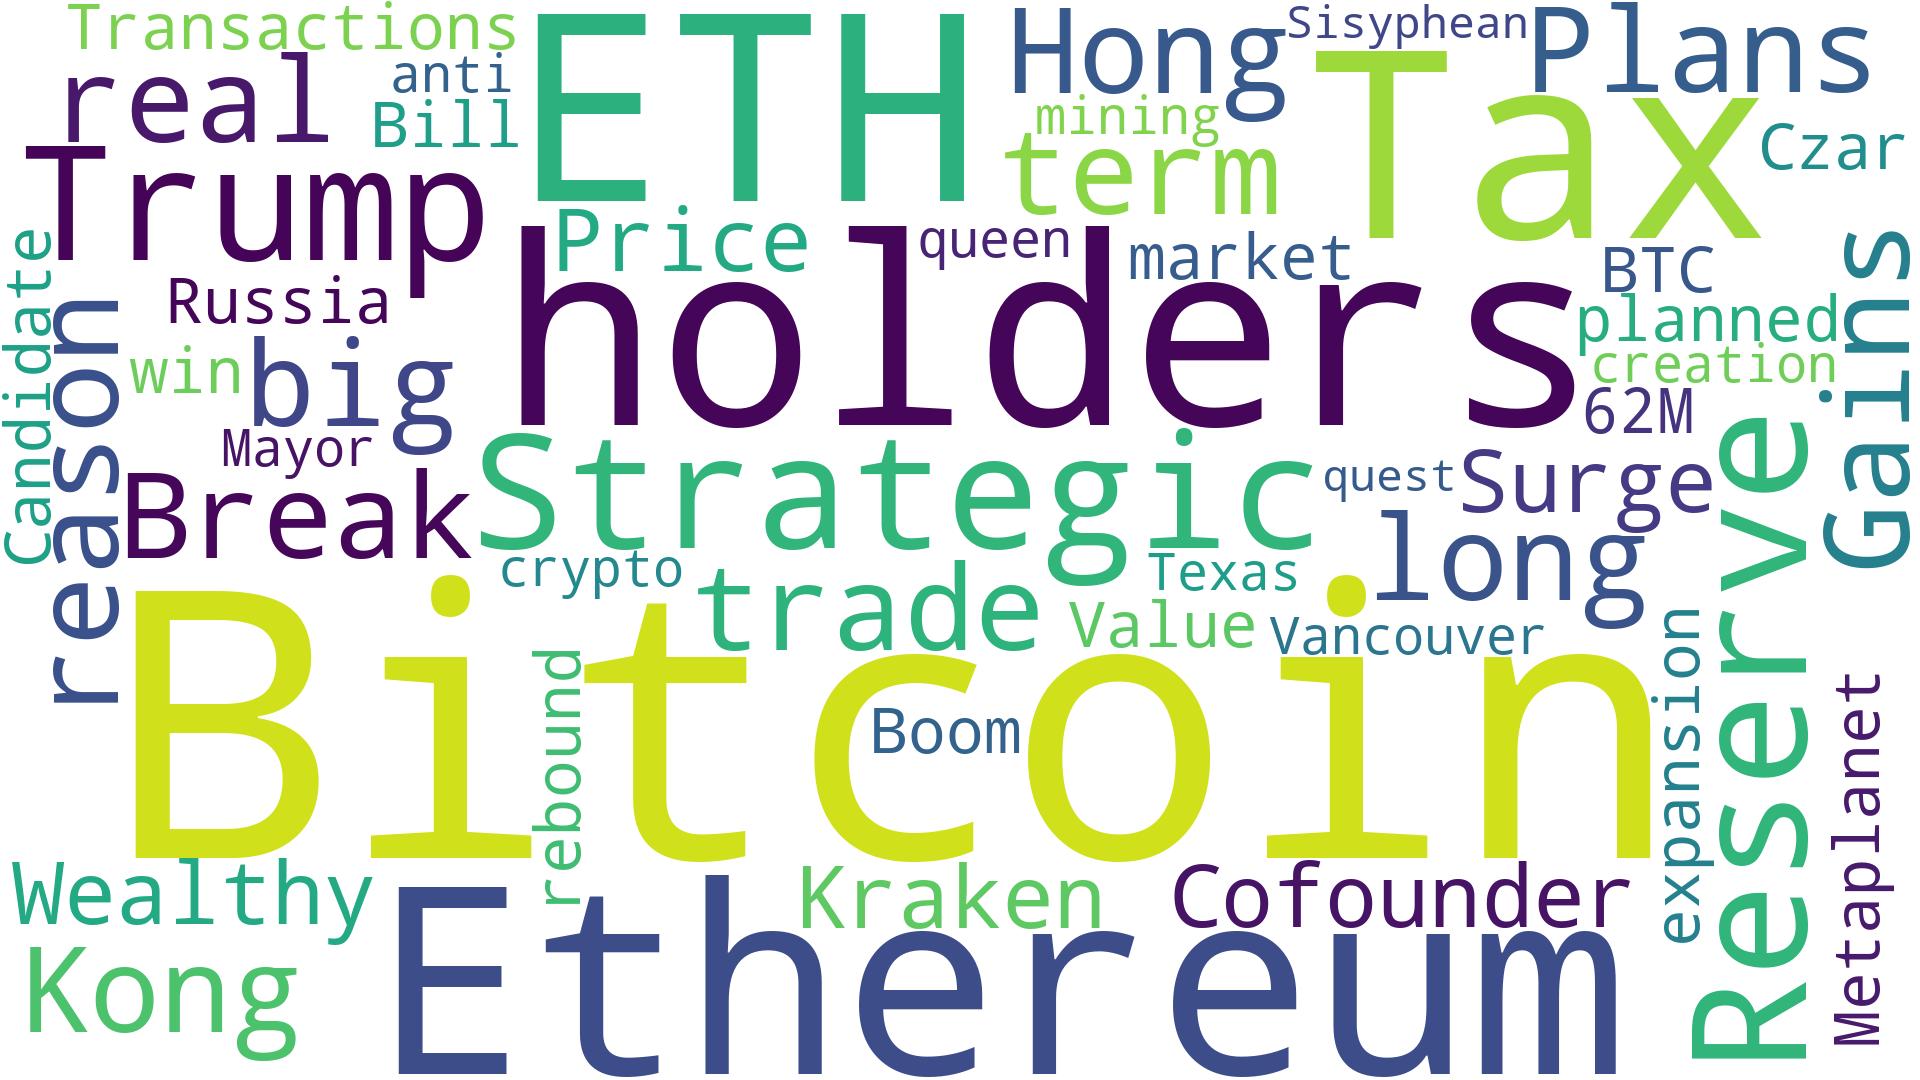 Transactions
ETH
Hong
Sisyphean
Plans
real
anti
Tax
Bill
mining
term
Czar
Trump
Price
queen
market
holders
BTC
Candidate
Russia
planned
Gains
reason
win
big
creation
62M
Mayor
Strategic
quest
Surge
Break
Reserve
crypto
trade
Texas
long
Value
Vancouver
Bitcoin
rebound
Boom
expansion
Metaplanet
Wealthy
Kraken
Cofounder
Ethereum
Kong